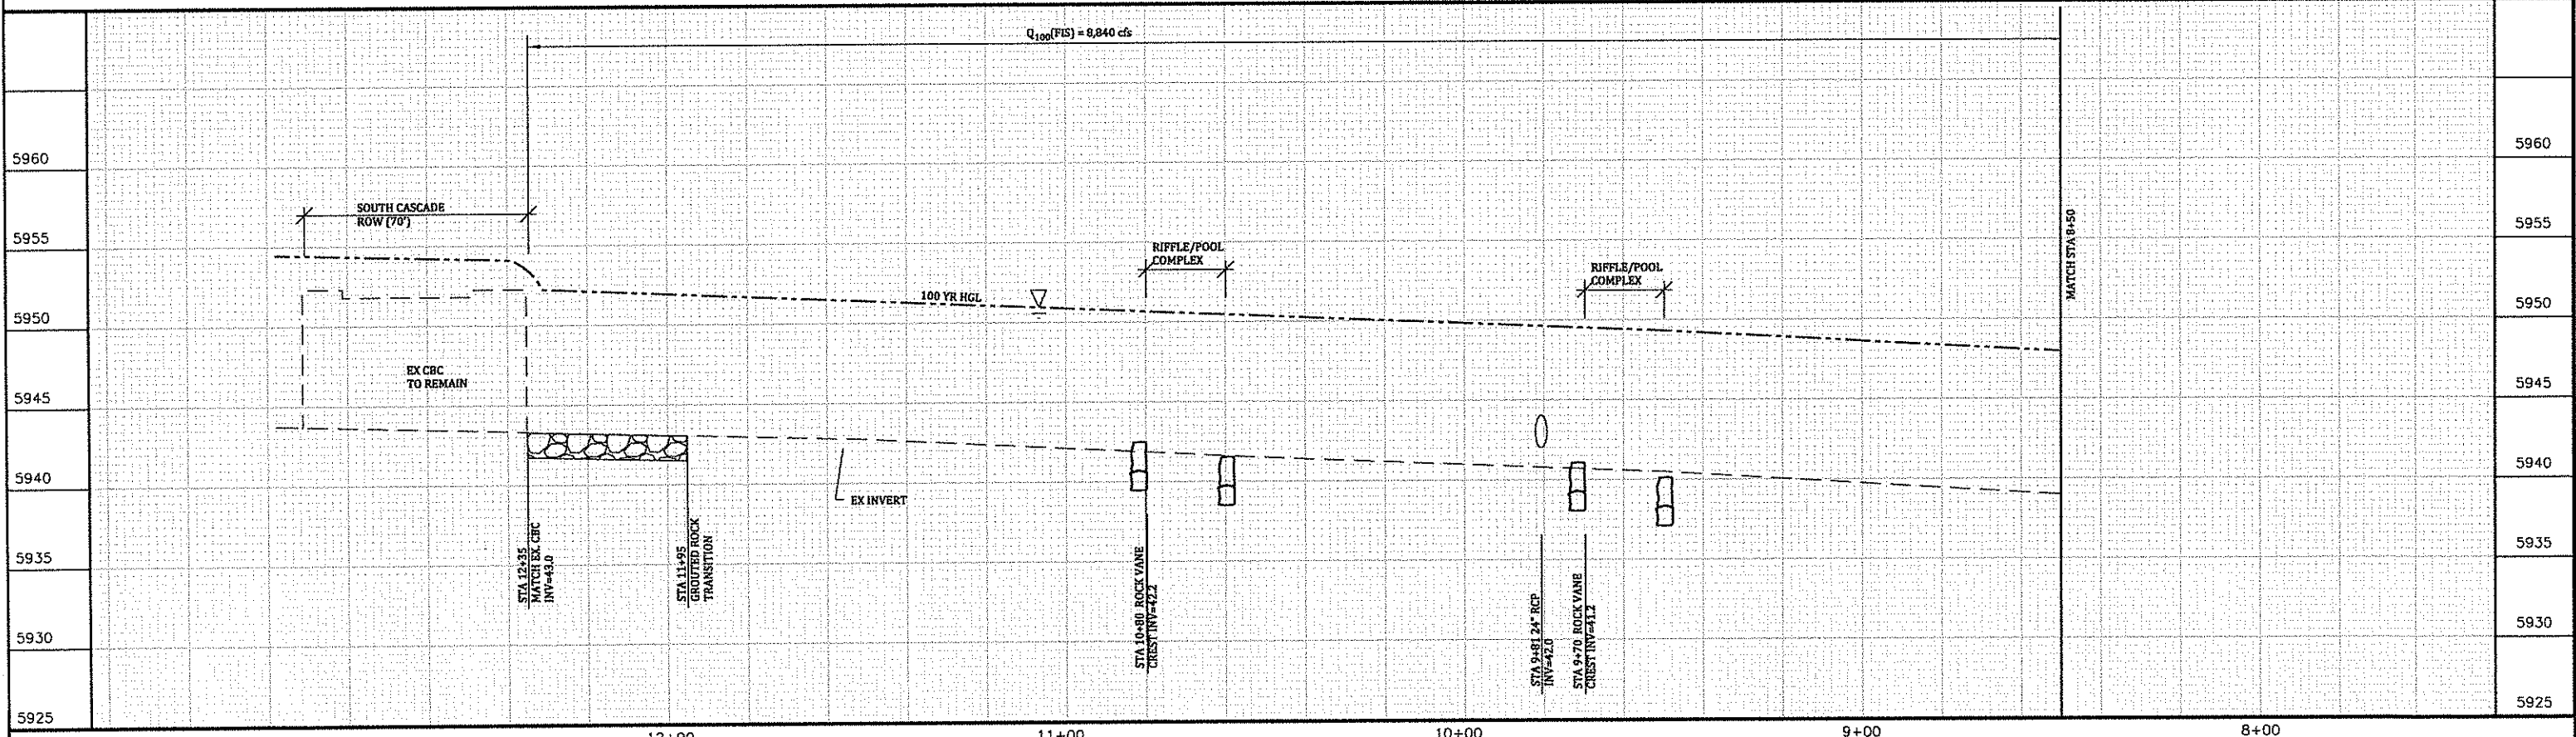 Q100(FIS) = 8,840 cfs
5960
5960
SOUTH CASCADE
ROW (70')
5955
5955
RIFFLE/POOL
COMPLEX
RIFFLE/POOL
COMPLEX
MATCH STA 8+50
100 YR HGL
5950
5950
EX CBC
TO REMAIN
5945
5945
5940
5940
EX INVERT
STA 12+35
MATCH EX. CBC
INV=43.0
STA 11+95
GROUTED ROCK
TRANSITION
STA 10+80 ROCK VANE
CREST INV=42.2
STA 9+81 24" RCP
INV=42.0
STA 9+70 ROCK VANE
CREST INV=41.2
5935
5935
5930
5930
5925
5925
12+00
11+00
10+00
9+00
8+00